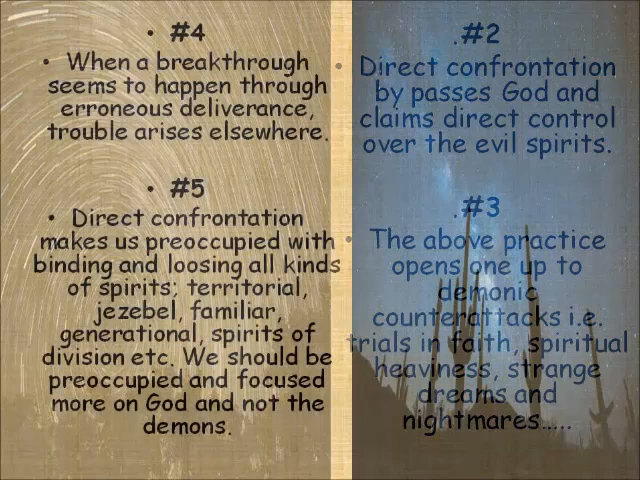 • #4
• When a breakthrough
seems to happen through
erroneous deliverance,
trouble arises elsewhere.
• #5
• Direct confrontation
makes us preoccupied with
binding and loosing all kinds
of spirits; territorial,
jezebel, familiar,
generational, spirits of
division etc. We should be
preoccupied and focused
more on God and not the
demons.
.#2
• Direct confrontation
by passes God and
claims direct control
over the evil spirits.
.#3
• The above practice
opens one up to
demonic
counterattacks i.e.
trials in faith, spiritual
heaviness, strange
dreams and
nightmares…..